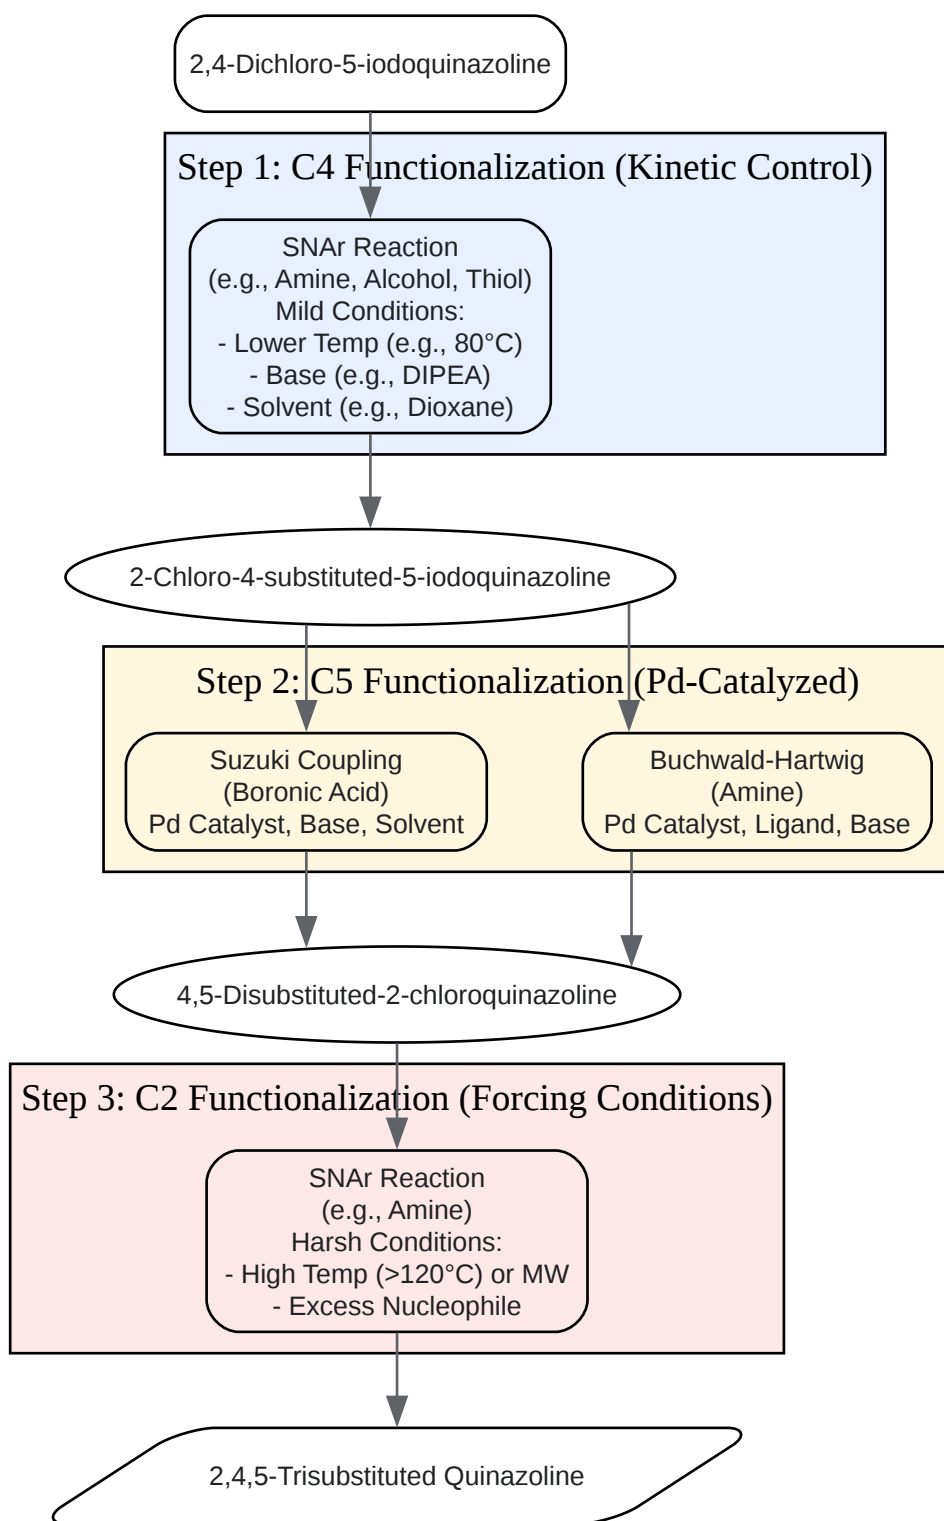 2,4-Dichloro-5-iodoquinazoline
Step 1: C4 Functionalization (Kinetic Control)
SNAr Reaction
(e.g., Amine, Alcohol, Thiol)
Mild Conditions:
- Lower Temp (e.g., 80°C)
- Base (e.g., DIPEA)
- Solvent (e.g., Dioxane)
2-Chloro-4-substituted-5-iodoquinazoline
Step 2: C5 Functionalization (Pd-Catalyzed)
Suzuki Coupling
(Boronic Acid)
Pd Catalyst, Base, Solvent
Buchwald-Hartwig
(Amine)
Pd Catalyst, Ligand, Base
4,5-Disubstituted-2-chloroquinazoline
Step 3: C2 Functionalization (Forcing Conditions)
SNAr Reaction
(e.g., Amine)
Harsh Conditions:
- High Temp (>120°C) or MW
- Excess Nucleophile
2,4,5-Trisubstituted Quinazoline